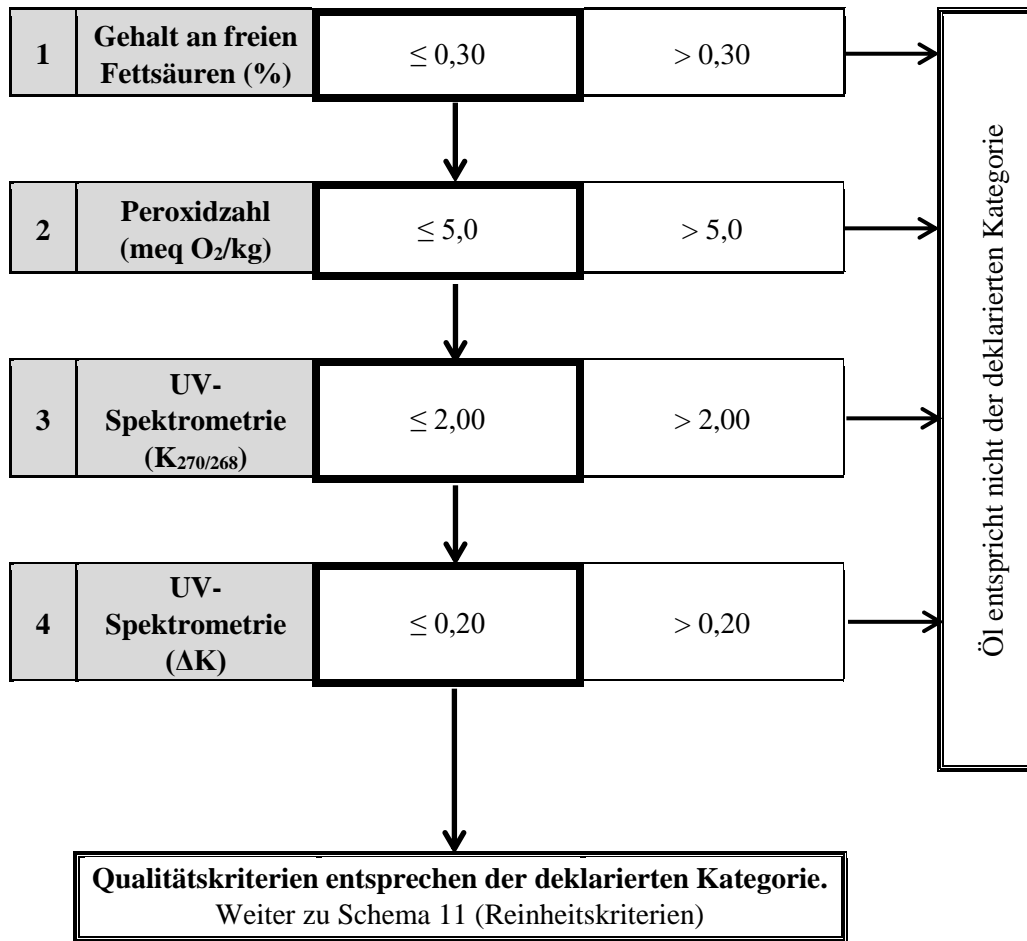 1
Gehalt an freien
Fettsäuren (%)
≤ 0,30
> 0,30
2
Peroxidzahl
(meq O₂/kg)
≤ 5,0
> 5,0
3
UV-
Spektrometrie
(K₂₇₀/₂₆₈)
≤ 2,00
> 2,00
4
UV-
Spektrometrie
(ΔK)
≤ 0,20
> 0,20
Öl entspricht nicht der deklarierten Kategorie
Qualitätskriterien entsprechen der deklarierten Kategorie.
Weiter zu Schema 11 (Reinheitskriterien)